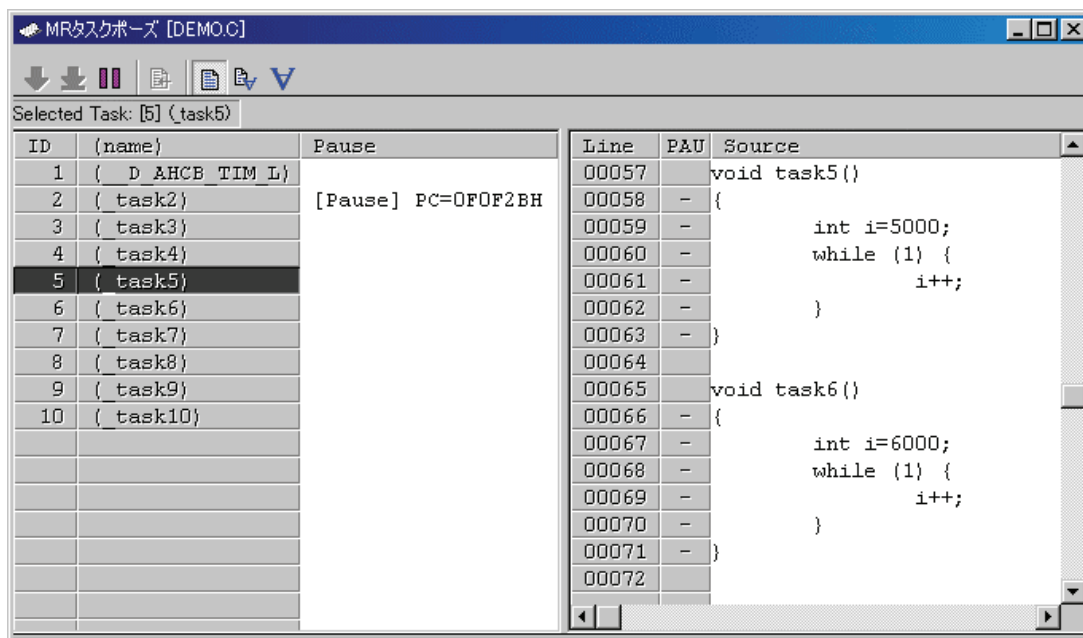 MRタスクポーズ [DEMO.C]
Selected Task: [5] (_task5)
ID (name) Pause
1 (__D_AHCB_TIM_L)
2 (_task2) [Pause] PC=0F0F2BH
3 (_task3)
4 (_task4)
5 (_task5)
6 (_task6)
7 (_task7)
8 (_task8)
9 (_task9)
10 (_task10)
Line PAU Source
00057 void task5()
00058 - {
00059 - int i=5000;
00060 - while (1) {
00061 - i++;
00062 - }
00063 - }
00064
00065 void task6()
00066 - {
00067 - int i=6000;
00068 - while (1) {
00069 - i++;
00070 - }
00071 - }
00072